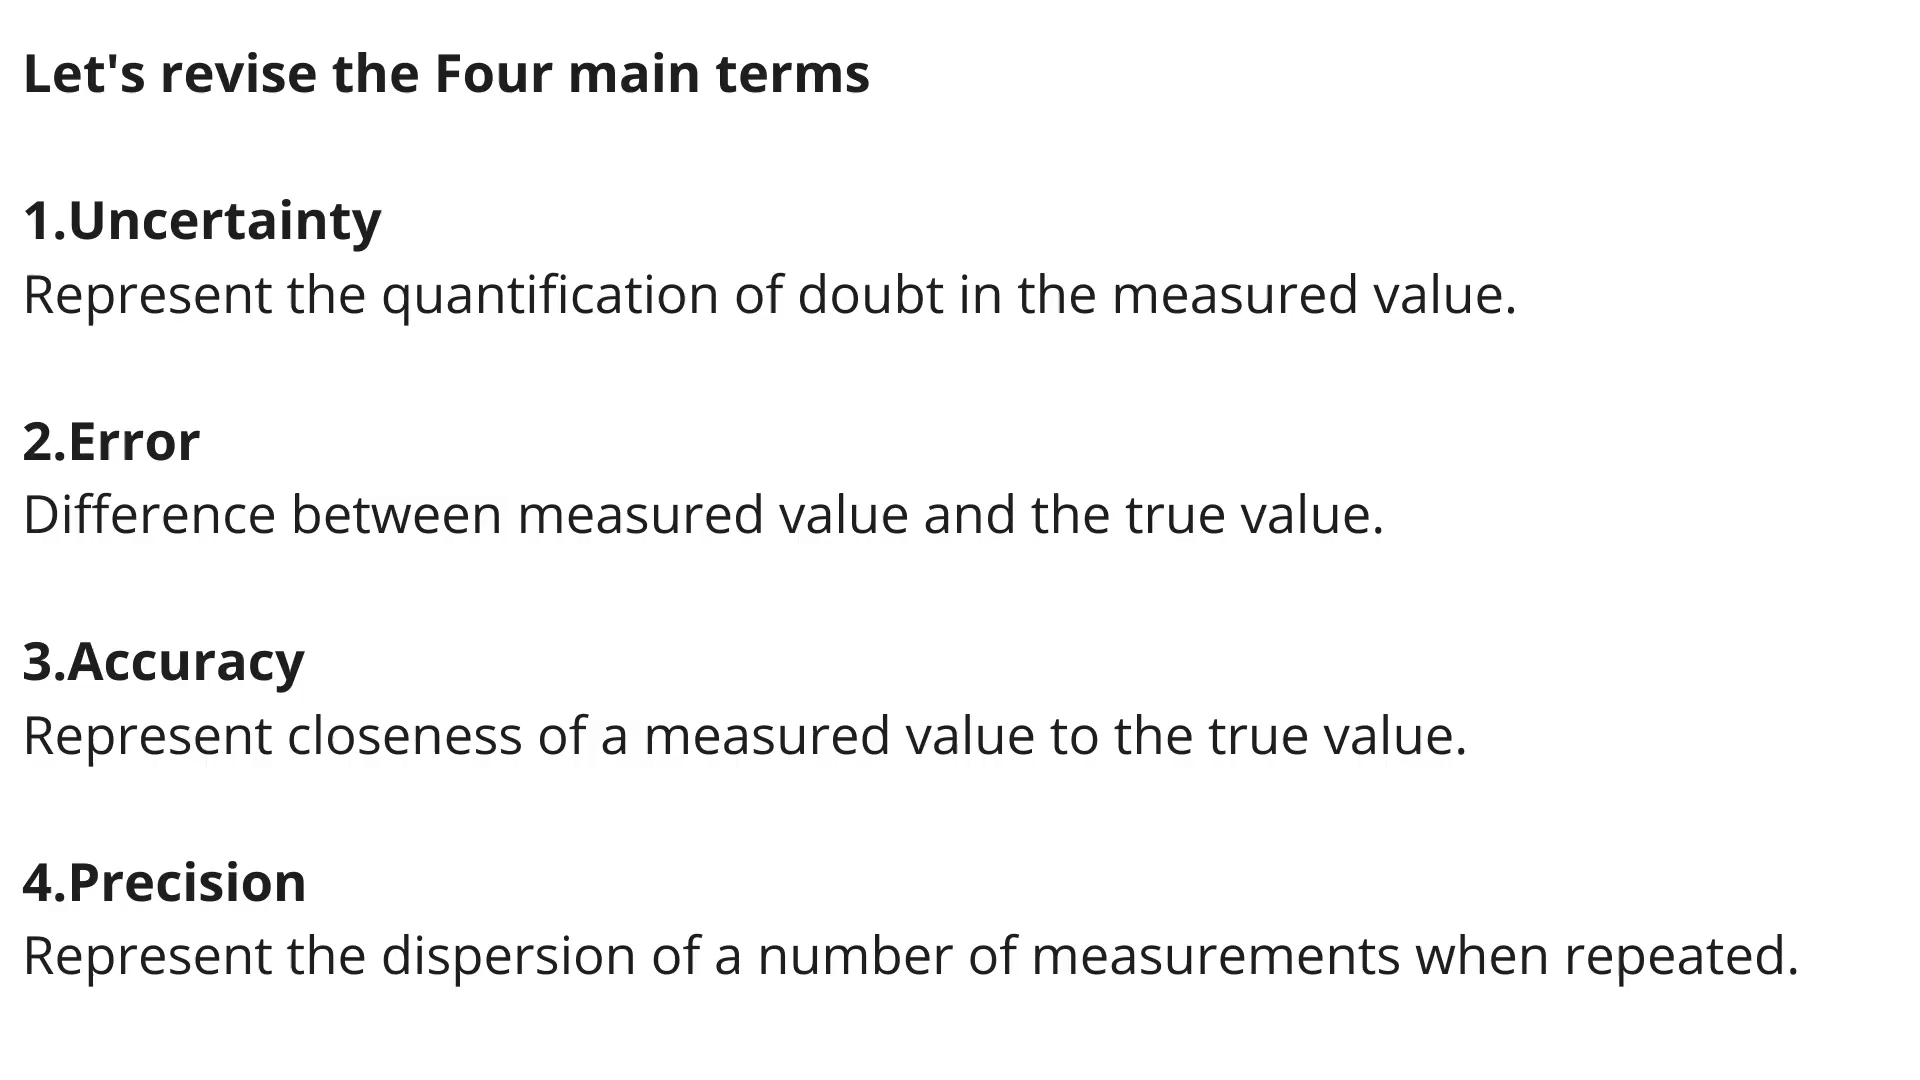 Let's revise the Four main terms
1.Uncertainty
Represent the quantification of doubt in the measured value.
2.Error
Difference between measured value and the true value.
3.Accuracy
Represent closeness of a measured value to the true value.
4.Precision
Represent the dispersion of a number of measurements when repeated.